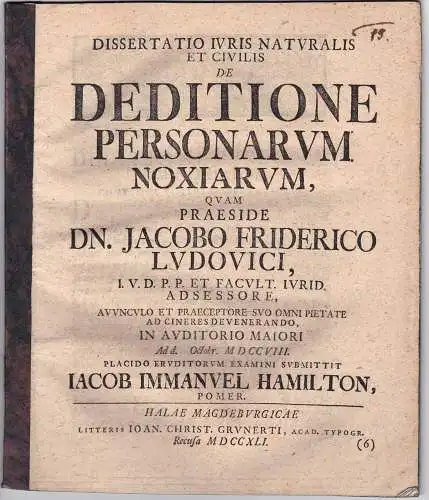 19.
DISSERTATIO IVRIS NATVRALIS
ET CIVILIS
DE
DEDITIONE
PERSONARVM
NOXIARVM,
QVAM
PRAESIDE
DN. JACOBO FRIDERICO
LVDOVICI,
I. V. D. P. P. ET FACVLT. IVRID.
ADSESSORE,
AVVNCVLO ET PRAECEPTORE SVO OMNI PIETATE
AD CINERES DEVENERANDO,
IN AVDITORIO MAIORI
Ad d. Octobr. MDCCVIII.
PLACIDO ERVDITORVM EXAMINI SVBMITTIT
IACOB IMMANVEL HAMILTON,
POMER.
HALAE MAGDEBVRGICAE
LITTERIS IOAN. CHRIST. GRVNERTI, ACAD. TYPOGR.
Recusa MDCCXLI.
(6)